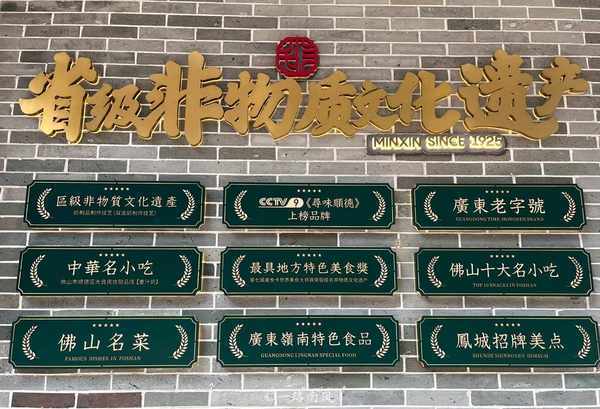 省级非物质文化遗产
MINXIN SINCE 1925
區級非物質文化遺產
CCTV 9《尋味順德》
上榜品牌
廣東老字號
GUANGDONG TIME-HONORED BRAND
中華名小吃
最具地方特色美食獎
佛山十大名小吃
TOP 10 SNACKS IN FOSHAN
佛山名菜
FAMOUS DISHES IN FOSHAN
廣東嶺南特色食品
GUANGDONG LINGNAN SPECIAL FOOD
鳳城招牌美点